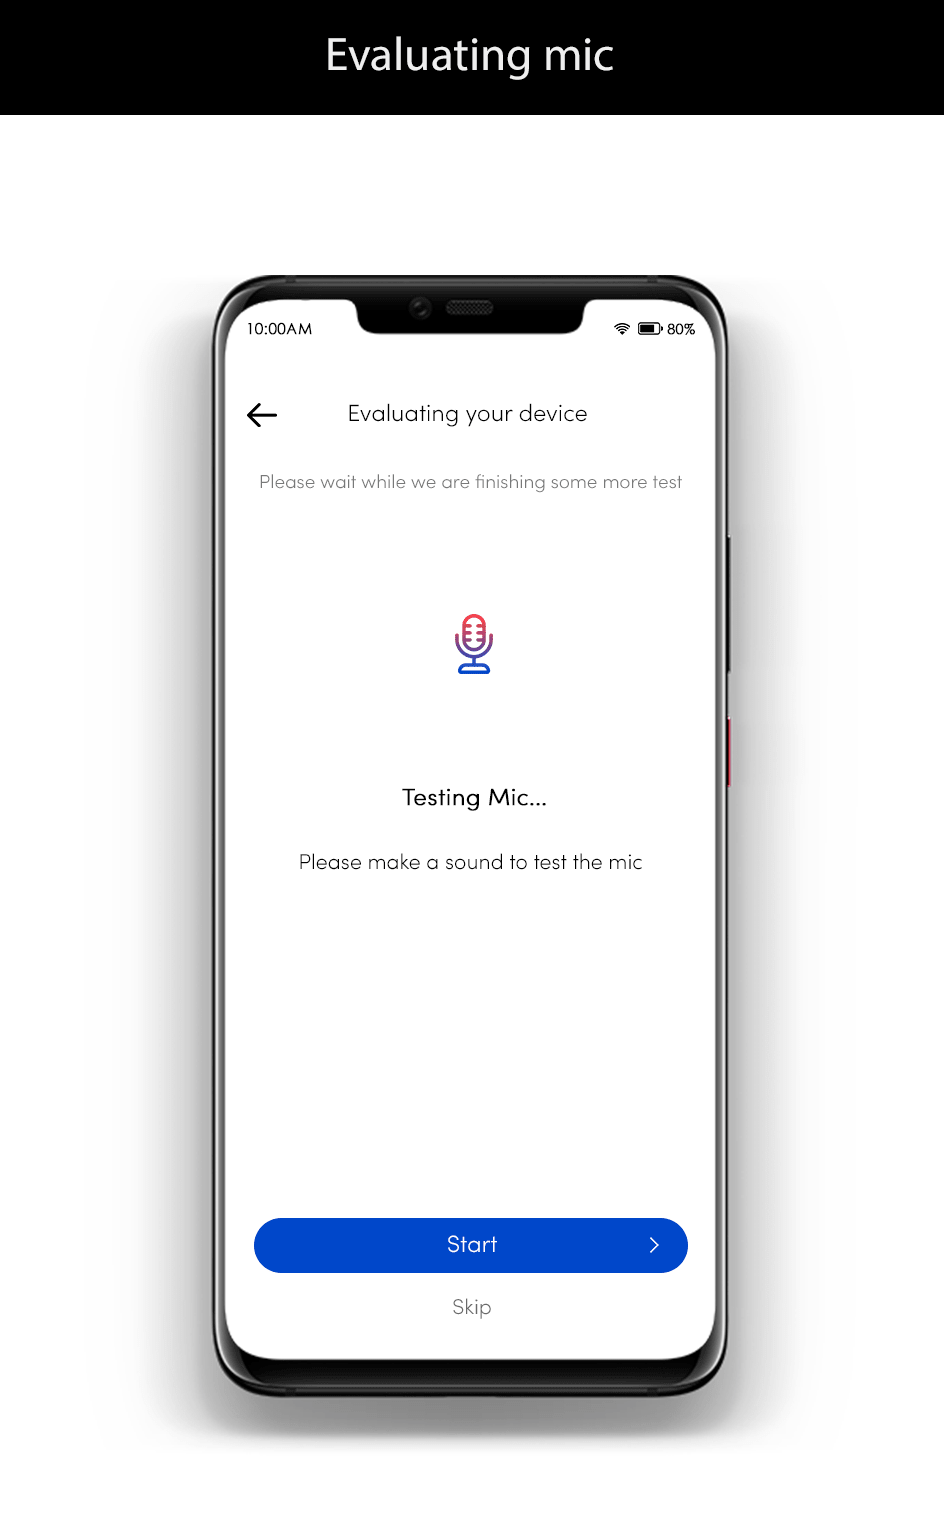 Evaluating mic
10:00AM
80%
Evaluating your device
Please wait while we are finishing some more test
Testing Mic...
Please make a sound to test the mic
Start
Skip